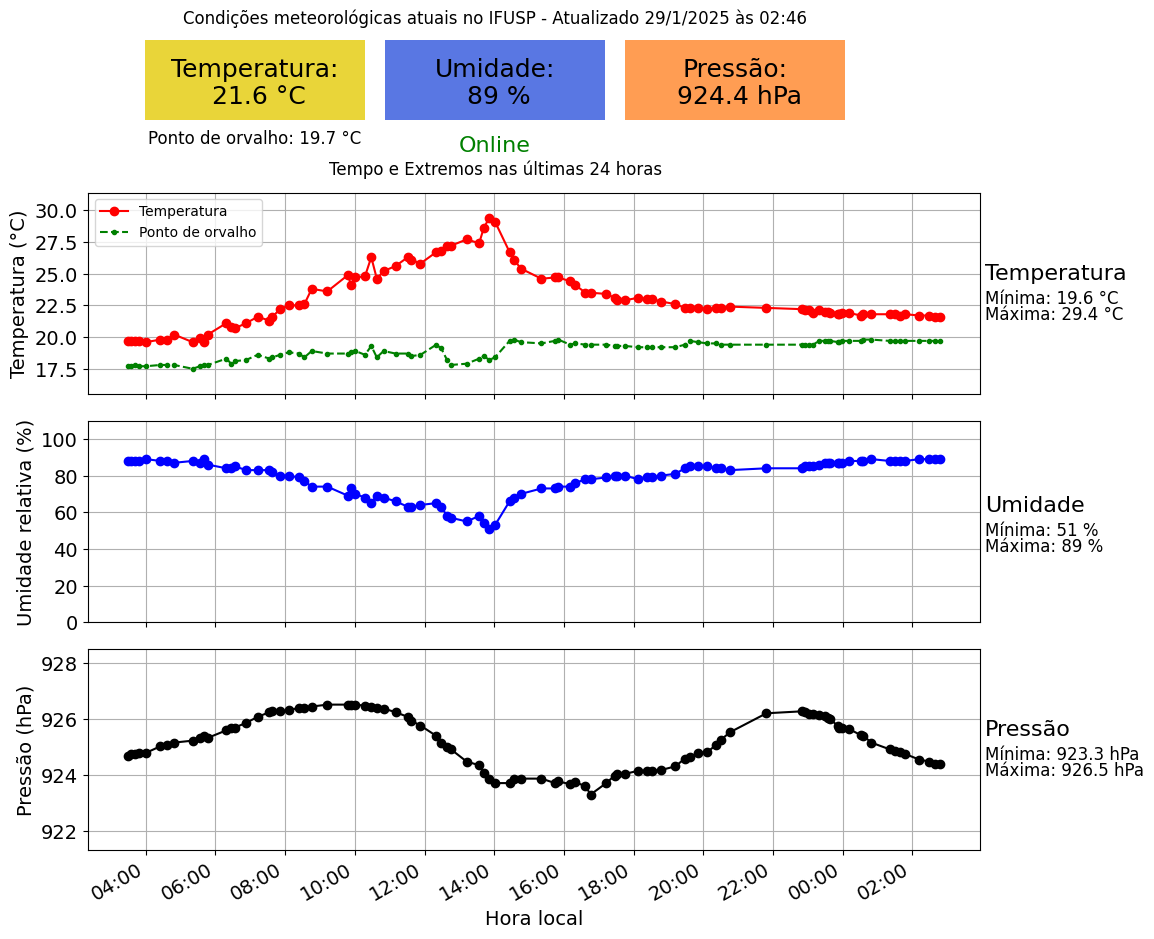 Condições meteorológicas atuais no IFUSP - Atualizado 29/1/2025 às 02:46
Temperatura:
21.6 °C
Umidade:
89 %
Pressão:
924.4 hPa
Ponto de orvalho: 19.7 °C
Online
Tempo e Extremos nas últimas 24 horas
Temperatura (°C)
30.0
27.5
25.0
22.5
20.0
17.5
Temperatura
Ponto de orvalho
Temperatura
Mínima: 19.6 °C
Máxima: 29.4 °C
Umidade relativa (%)
100
80
60
40
20
0
Umidade
Mínima: 51 %
Máxima: 89 %
Pressão (hPa)
928
926
924
922
Pressão
Mínima: 923.3 hPa
Máxima: 926.5 hPa
04:00 06:00 08:00 10:00 12:00 14:00 16:00 18:00 20:00 22:00 00:00 02:00
Hora local